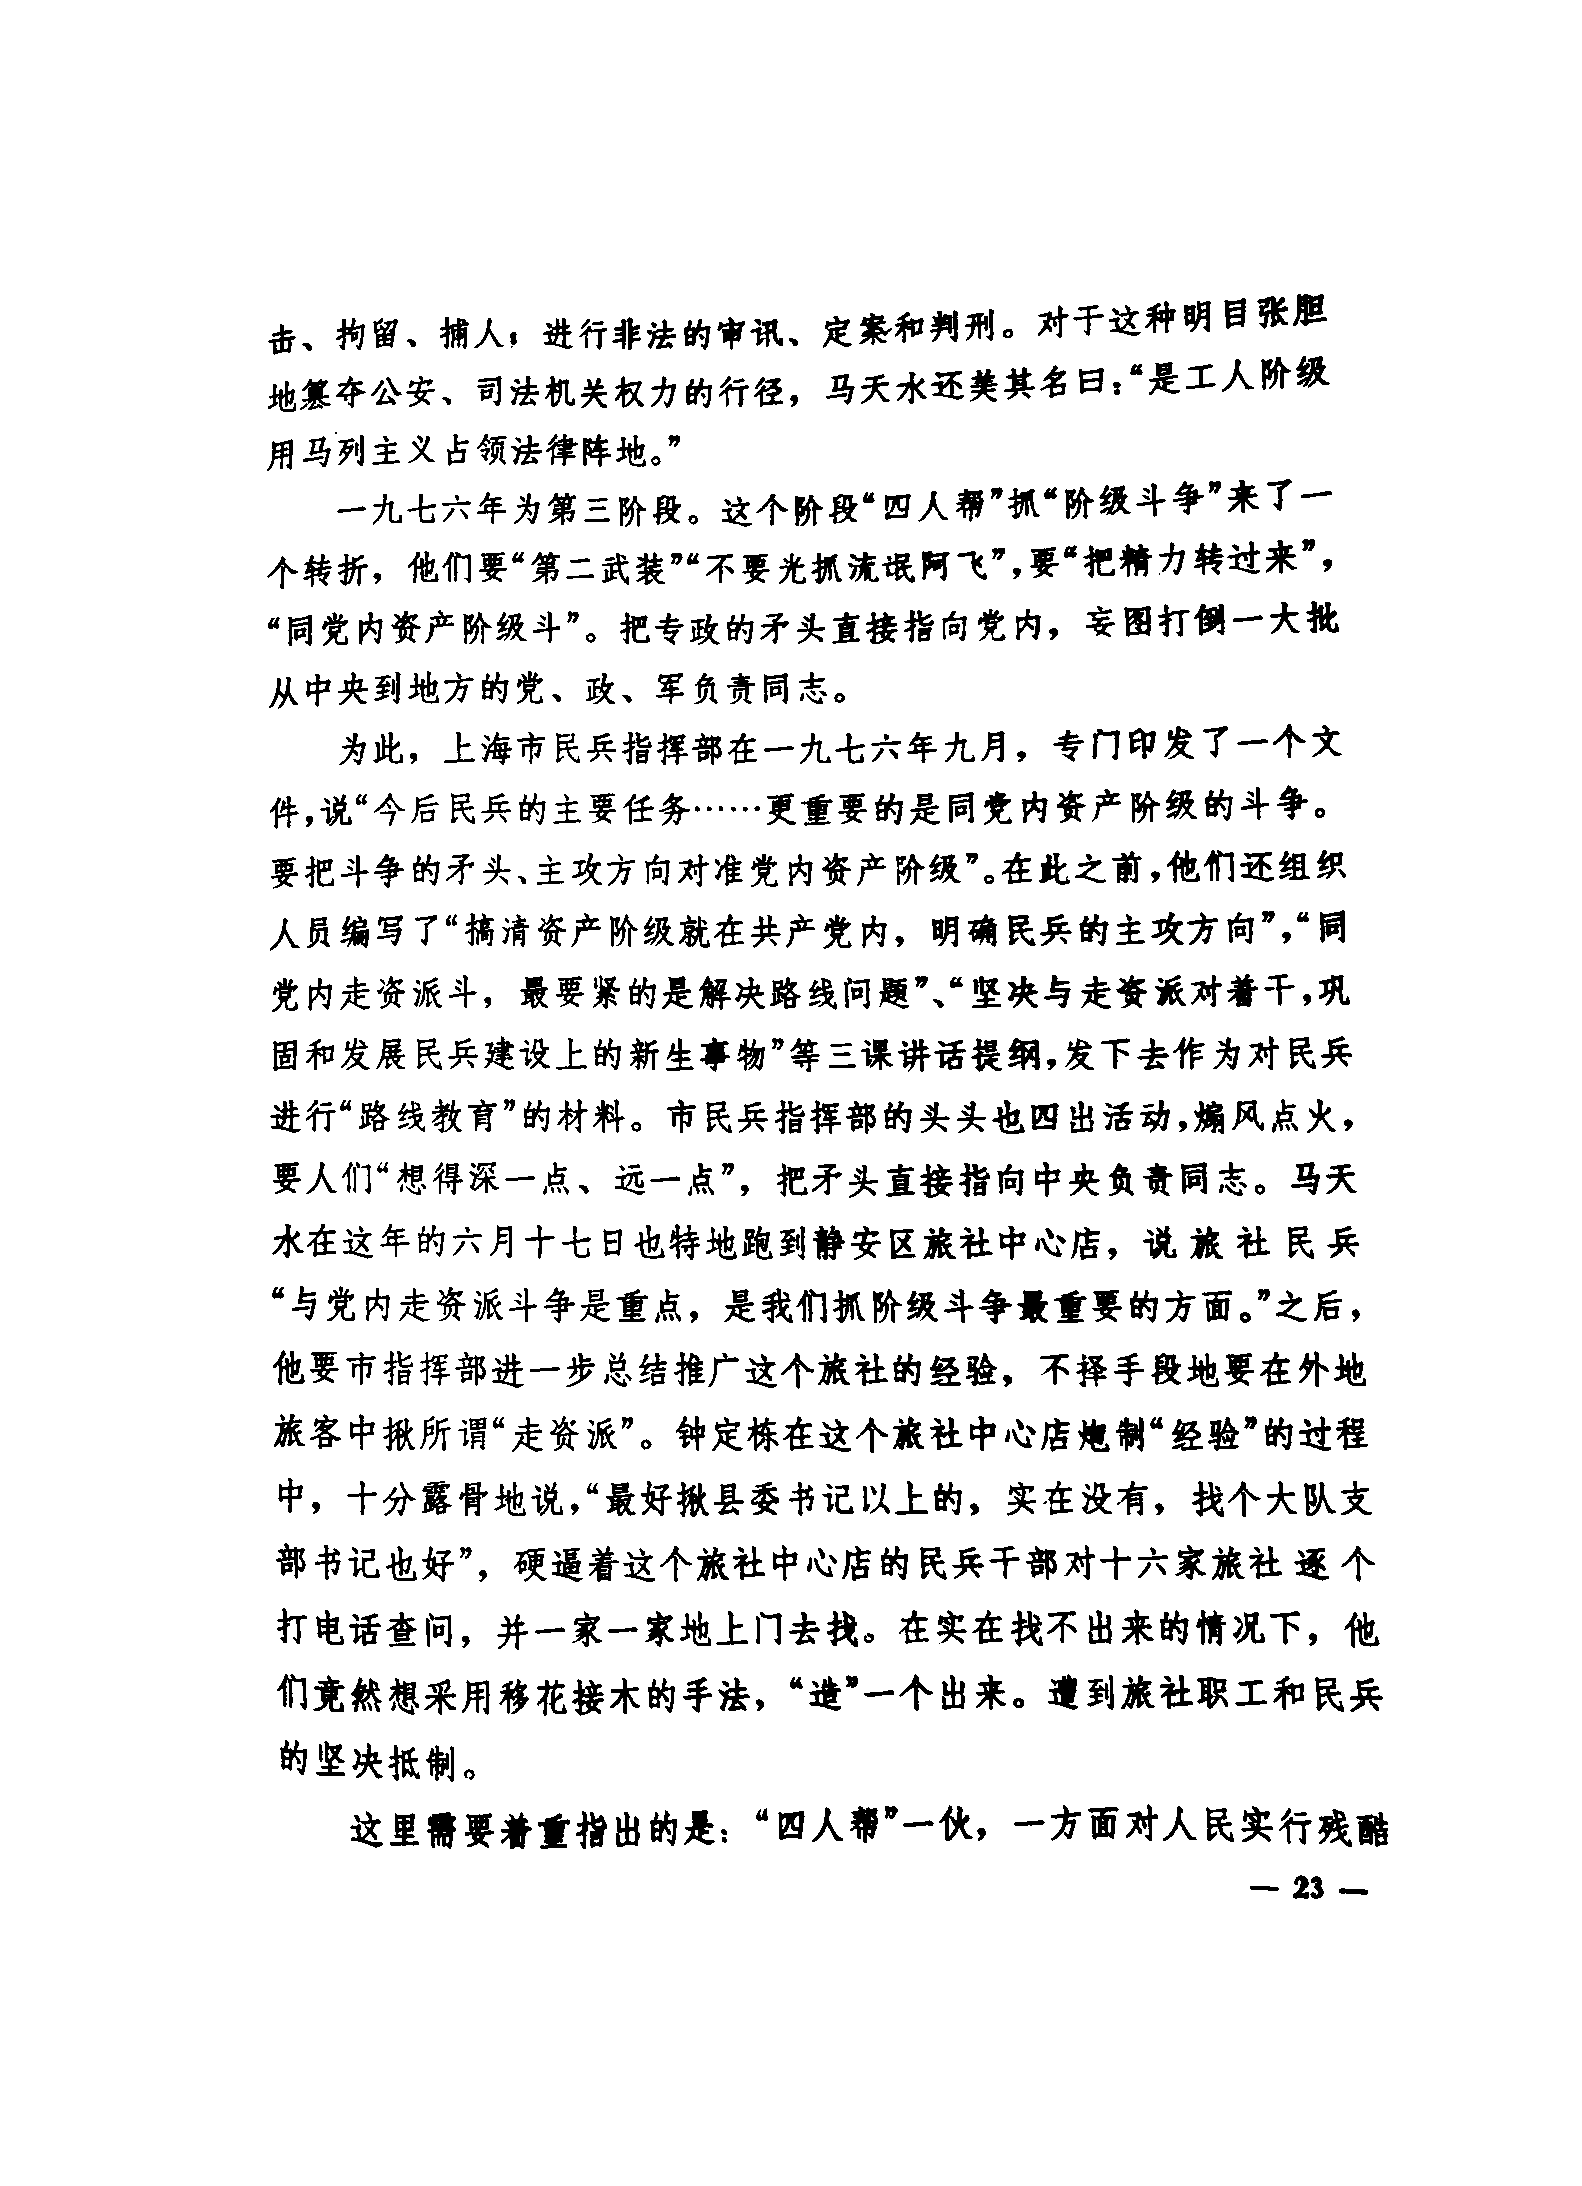 击、拘留、捕人；进行非法的审讯、定案和判刑。对于这种明目张胆
地篡夺公安、司法机关权力的行径，马天水还美其名曰：“是工人阶级
用马列主义占领法律阵地。”
一九七六年为第三阶段。这个阶段“四人帮”抓“阶级斗争”来了一
个转折，他们要“第二武装”“不要光抓流氓阿飞”，要“把精力转过来”，
“同党内资产阶级斗”。把专政的矛头直接指向党内，妄图打倒一大批
从中央到地方的党、政、军负责同志。
为此，上海市民兵指挥部在一九七六年九月，专门印发了一个文
件，说“今后民兵的主要任务……更重要的是同党内资产阶级的斗争。
要把斗争的矛头、主攻方向对准党内资产阶级”。在此之前，他们还组织
人员编写了“搞清资产阶级就在共产党内，明确民兵的主攻方向”，“同
党内走资派斗，最要紧的是解决路线问题”、“坚决与走资派对着干，巩
固和发展民兵建设上的新生事物”等三课讲话提纲，发下去作为对民兵
进行“路线教育”的材料。市民兵指挥部的头头也四出活动，煽风点火，
要人们“想得深一点、远一点”，把矛头直接指向中央负责同志。马天
水在这年的六月十七日也特地跑到静安区旅社中心店，说旅社民兵
“与党内走资派斗争是重点，是我们抓阶级斗争最重要的方面。”之后，
他要市指挥部进一步总结推广这个旅社的经验，不择手段地要在外地
旅客中揪所谓“走资派”。钟定栋在这个旅社中心店炮制“经验”的过程
中，十分露骨地说，“最好揪县委书记以上的，实在没有，找个大队支
部书记也好”，硬逼着这个旅社中心店的民兵干部对十六家旅社逐个
打电话查问，并一家一家地上门去找。在实在找不出来的情况下，他
们竟然想采用移花接木的手法，“造”一个出来。遭到旅社职工和民兵
的坚决抵制。
这里需要着重指出的是：“四人帮”一伙，一方面对人民实行残酷
— 23 —